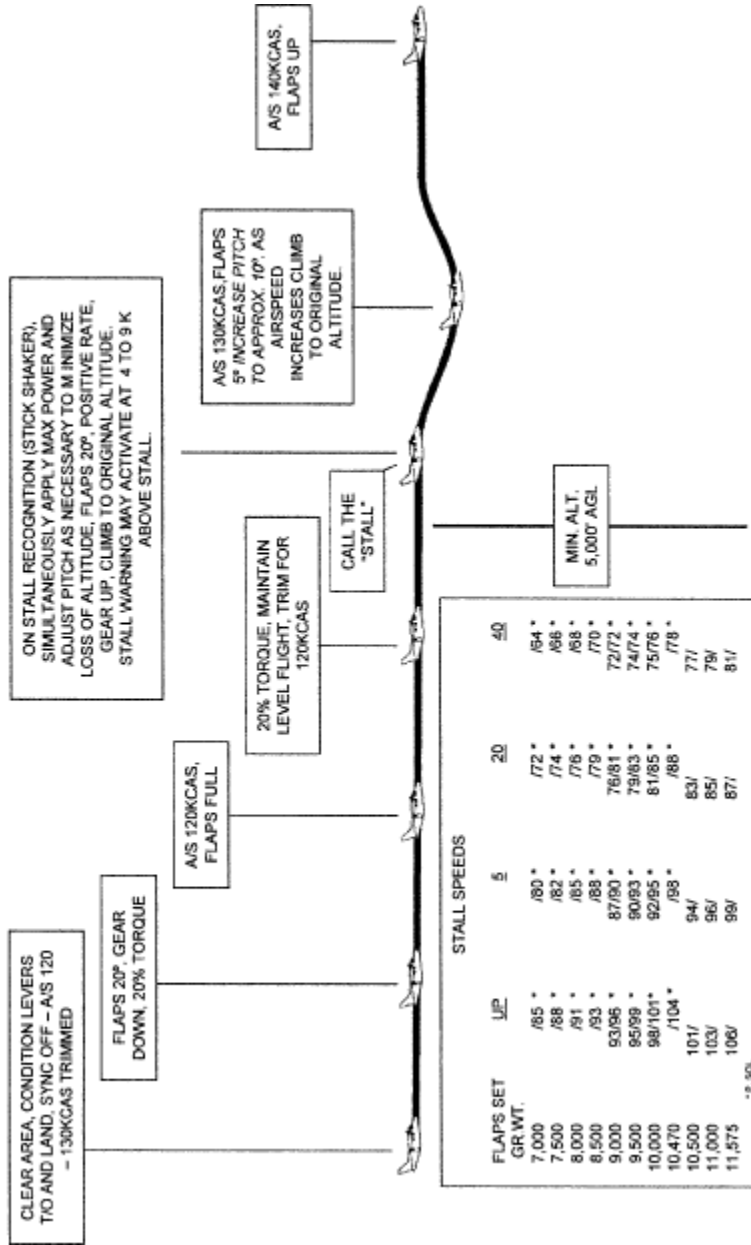 CLEAR AREA, CONDITION LEVERS
T/O AND LAND, SYNC OFF – A/S 120
– 130KCAS TRIMMED
FLAPS 20º, GEAR
DOWN, 20% TORQUE
A/S 120KCAS,
FLAPS FULL
20% TORQUE, MAINTAIN
LEVEL FLIGHT, TRIM FOR
120KCAS
CALL THE
"STALL"
ON STALL RECOGNITION (STICK SHAKER),
SIMULTANEOUSLY APPLY MAX POWER AND
ADJUST PITCH AS NECESSARY TO M INIMIZE
LOSS OF ALTITUDE, FLAPS 20º, POSITIVE RATE,
GEAR UP, CLIMB TO ORIGINAL ALTITUDE.
STALL WARNING MAY ACTIVATE AT 4 TO 9 K
ABOVE STALL.
A/S 130KCAS,FLAPS
5º INCREASE PITCH
TO APPROX. 10º, AS
AIRSPEED
INCREASES CLIMB
TO ORIGINAL
ALTITUDE.
A/S 140KCAS,
FLAPS UP
MIN. ALT.
5,000' AGL
STALL SPEEDS
FLAPS SET UP 5 20 40
GR.WT.
7,000 /85 * /80 * /72 * /64 *
7,500 /88 * /82 * /74 * /66 *
8,000 /91 * /85 * /76 * /68 *
8,500 /93 * /88 * /79 * /70 *
9,000 93/96 * 87/90 * 76/81 * 72/72 *
9,500 95/99 * 90/93 * 79/83 * 74/74 *
10,000 98/101* 92/95 * 81/85 * 75/76 *
10,470 /104 * /98 * /88 * /78 *
10,500 101/ 94/ 83/ 77/
11,000 103/ 96/ 85/ 79/
11,575 106/ 99/ 87/ 81/